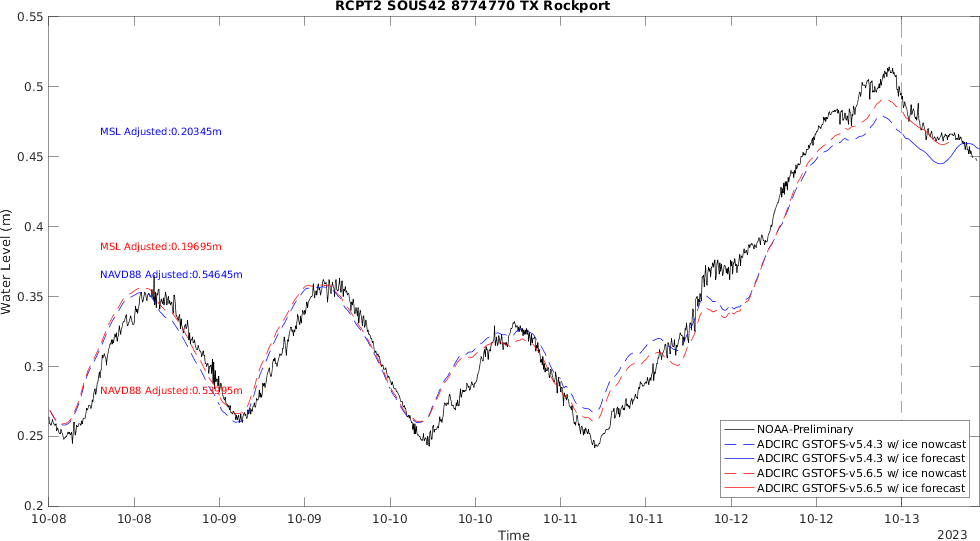 RCPT2 SOUS42 8774770 TX Rockport
0.55
0.5
0.45
0.4
0.35
0.3
0.25
0.2
Water Level (m)
MSL Adjusted:0.20345m
MSL Adjusted:0.19695m
NAVD88 Adjusted:0.54645m
NAVD88 Adjusted:0.53995m
NOAA-Preliminary
ADCIRC GSTOFS-v5.4.3 w/ ice nowcast
ADCIRC GSTOFS-v5.4.3 w/ ice forecast
ADCIRC GSTOFS-v5.6.5 w/ ice nowcast
ADCIRC GSTOFS-v5.6.5 w/ ice forecast
10-08 10-08 10-09 10-09 10-10 10-10 10-11 10-11 10-12 10-12 10-13
Time
2023